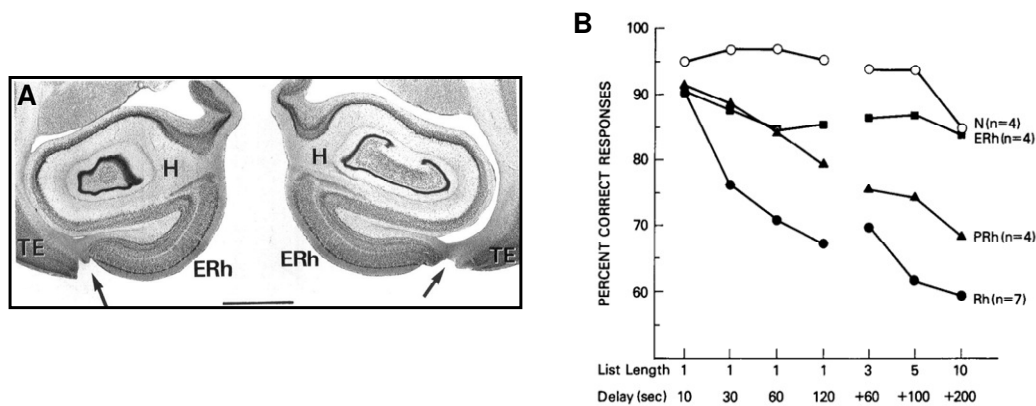 A
H
H
TE
ERh
ERh
TE
B
PERCENT CORRECT RESPONSES
100
95
90
80
70
60
N (n=4)
ERh (n=4)
PRh (n=4)
Rh (n=7)
List Length 1 1 1 1 3 5 10
Delay (sec) 10 30 60 120 +60 +100 +200